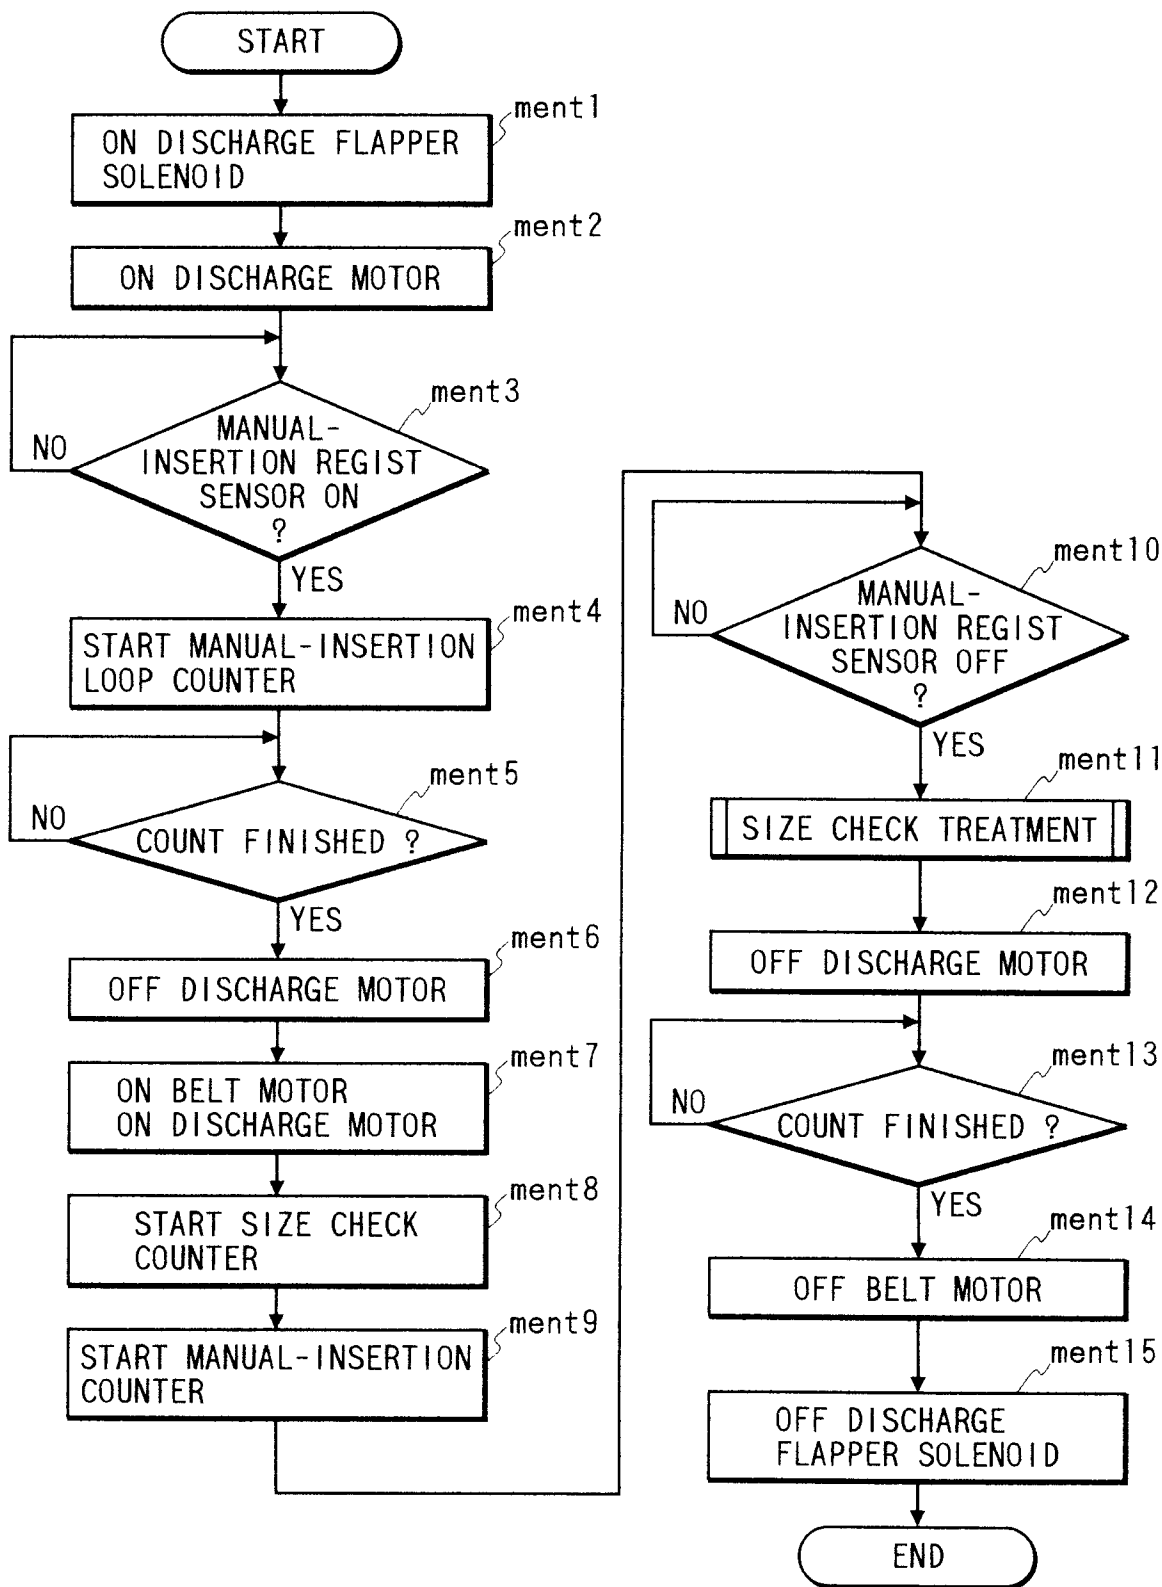 START
ment1
ON DISCHARGE FLAPPER
SOLENOID
ment2
ON DISCHARGE MOTOR
ment3
MANUAL-
INSERTION REGIST
SENSOR ON
?
NO
YES
ment4
START MANUAL-INSERTION
LOOP COUNTER
ment5
COUNT FINISHED ?
NO
YES
ment6
OFF DISCHARGE MOTOR
ment7
ON BELT MOTOR
ON DISCHARGE MOTOR
ment8
START SIZE CHECK
COUNTER
ment9
START MANUAL-INSERTION
COUNTER
ment10
MANUAL-
INSERTION REGIST
SENSOR OFF
?
NO
YES
ment11
SIZE CHECK TREATMENT
ment12
OFF DISCHARGE MOTOR
ment13
COUNT FINISHED ?
NO
YES
ment14
OFF BELT MOTOR
ment15
OFF DISCHARGE
FLAPPER SOLENOID
END